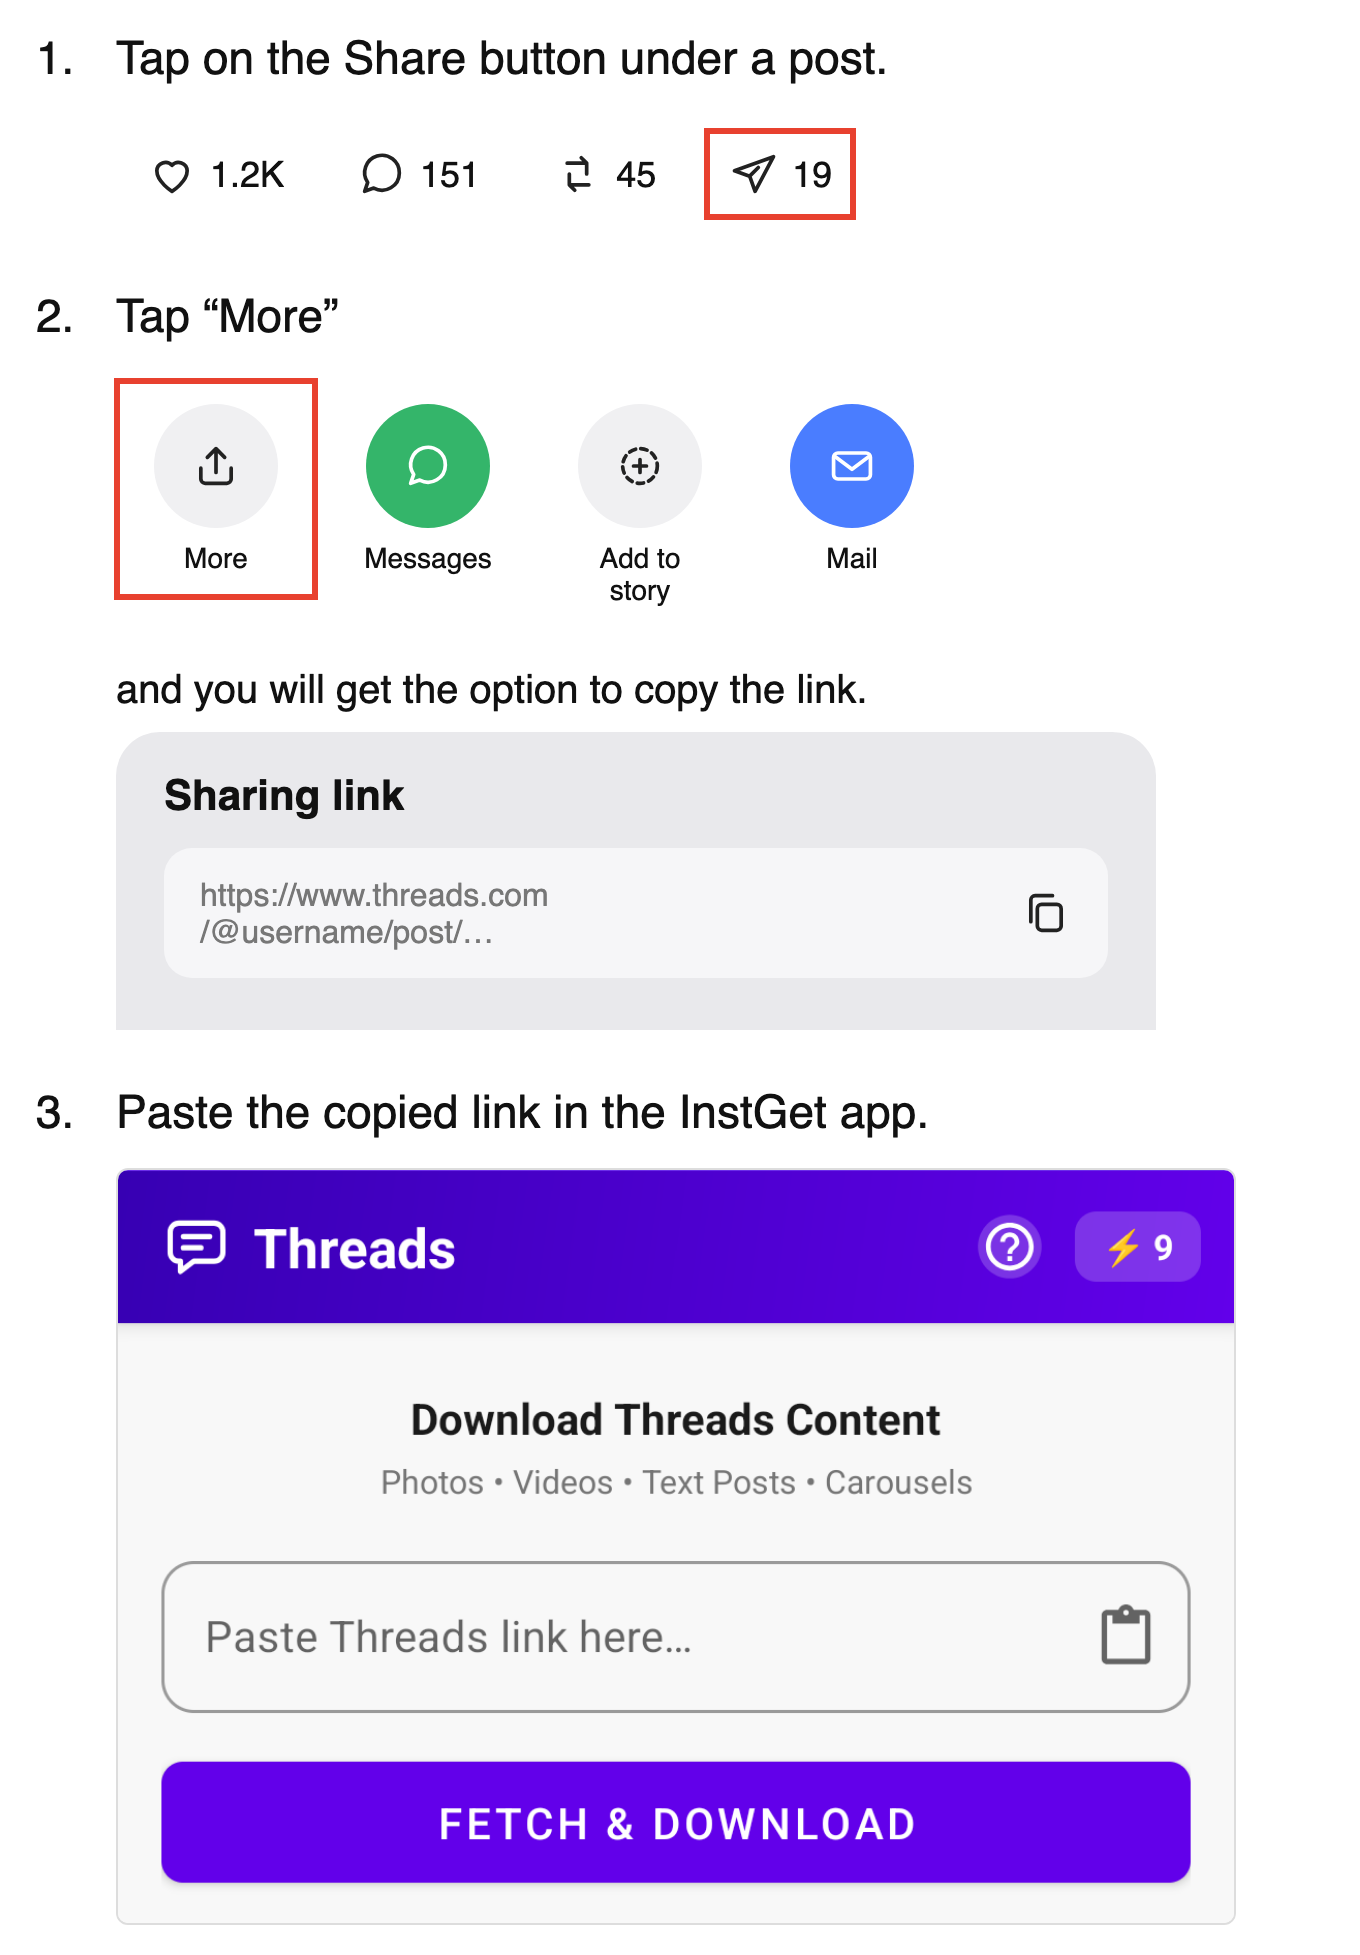 1. Tap on the Share button under a post.
1.2K 151 45 19
2. Tap “More”
More Messages Add to Mail
story
and you will get the option to copy the link.
Sharing link
https://www.threads.com
/@username/post/...
3. Paste the copied link in the InstGet app.
Threads ? ⚡ 9
Download Threads Content
Photos • Videos • Text Posts • Carousels
Paste Threads link here...
FETCH & DOWNLOAD